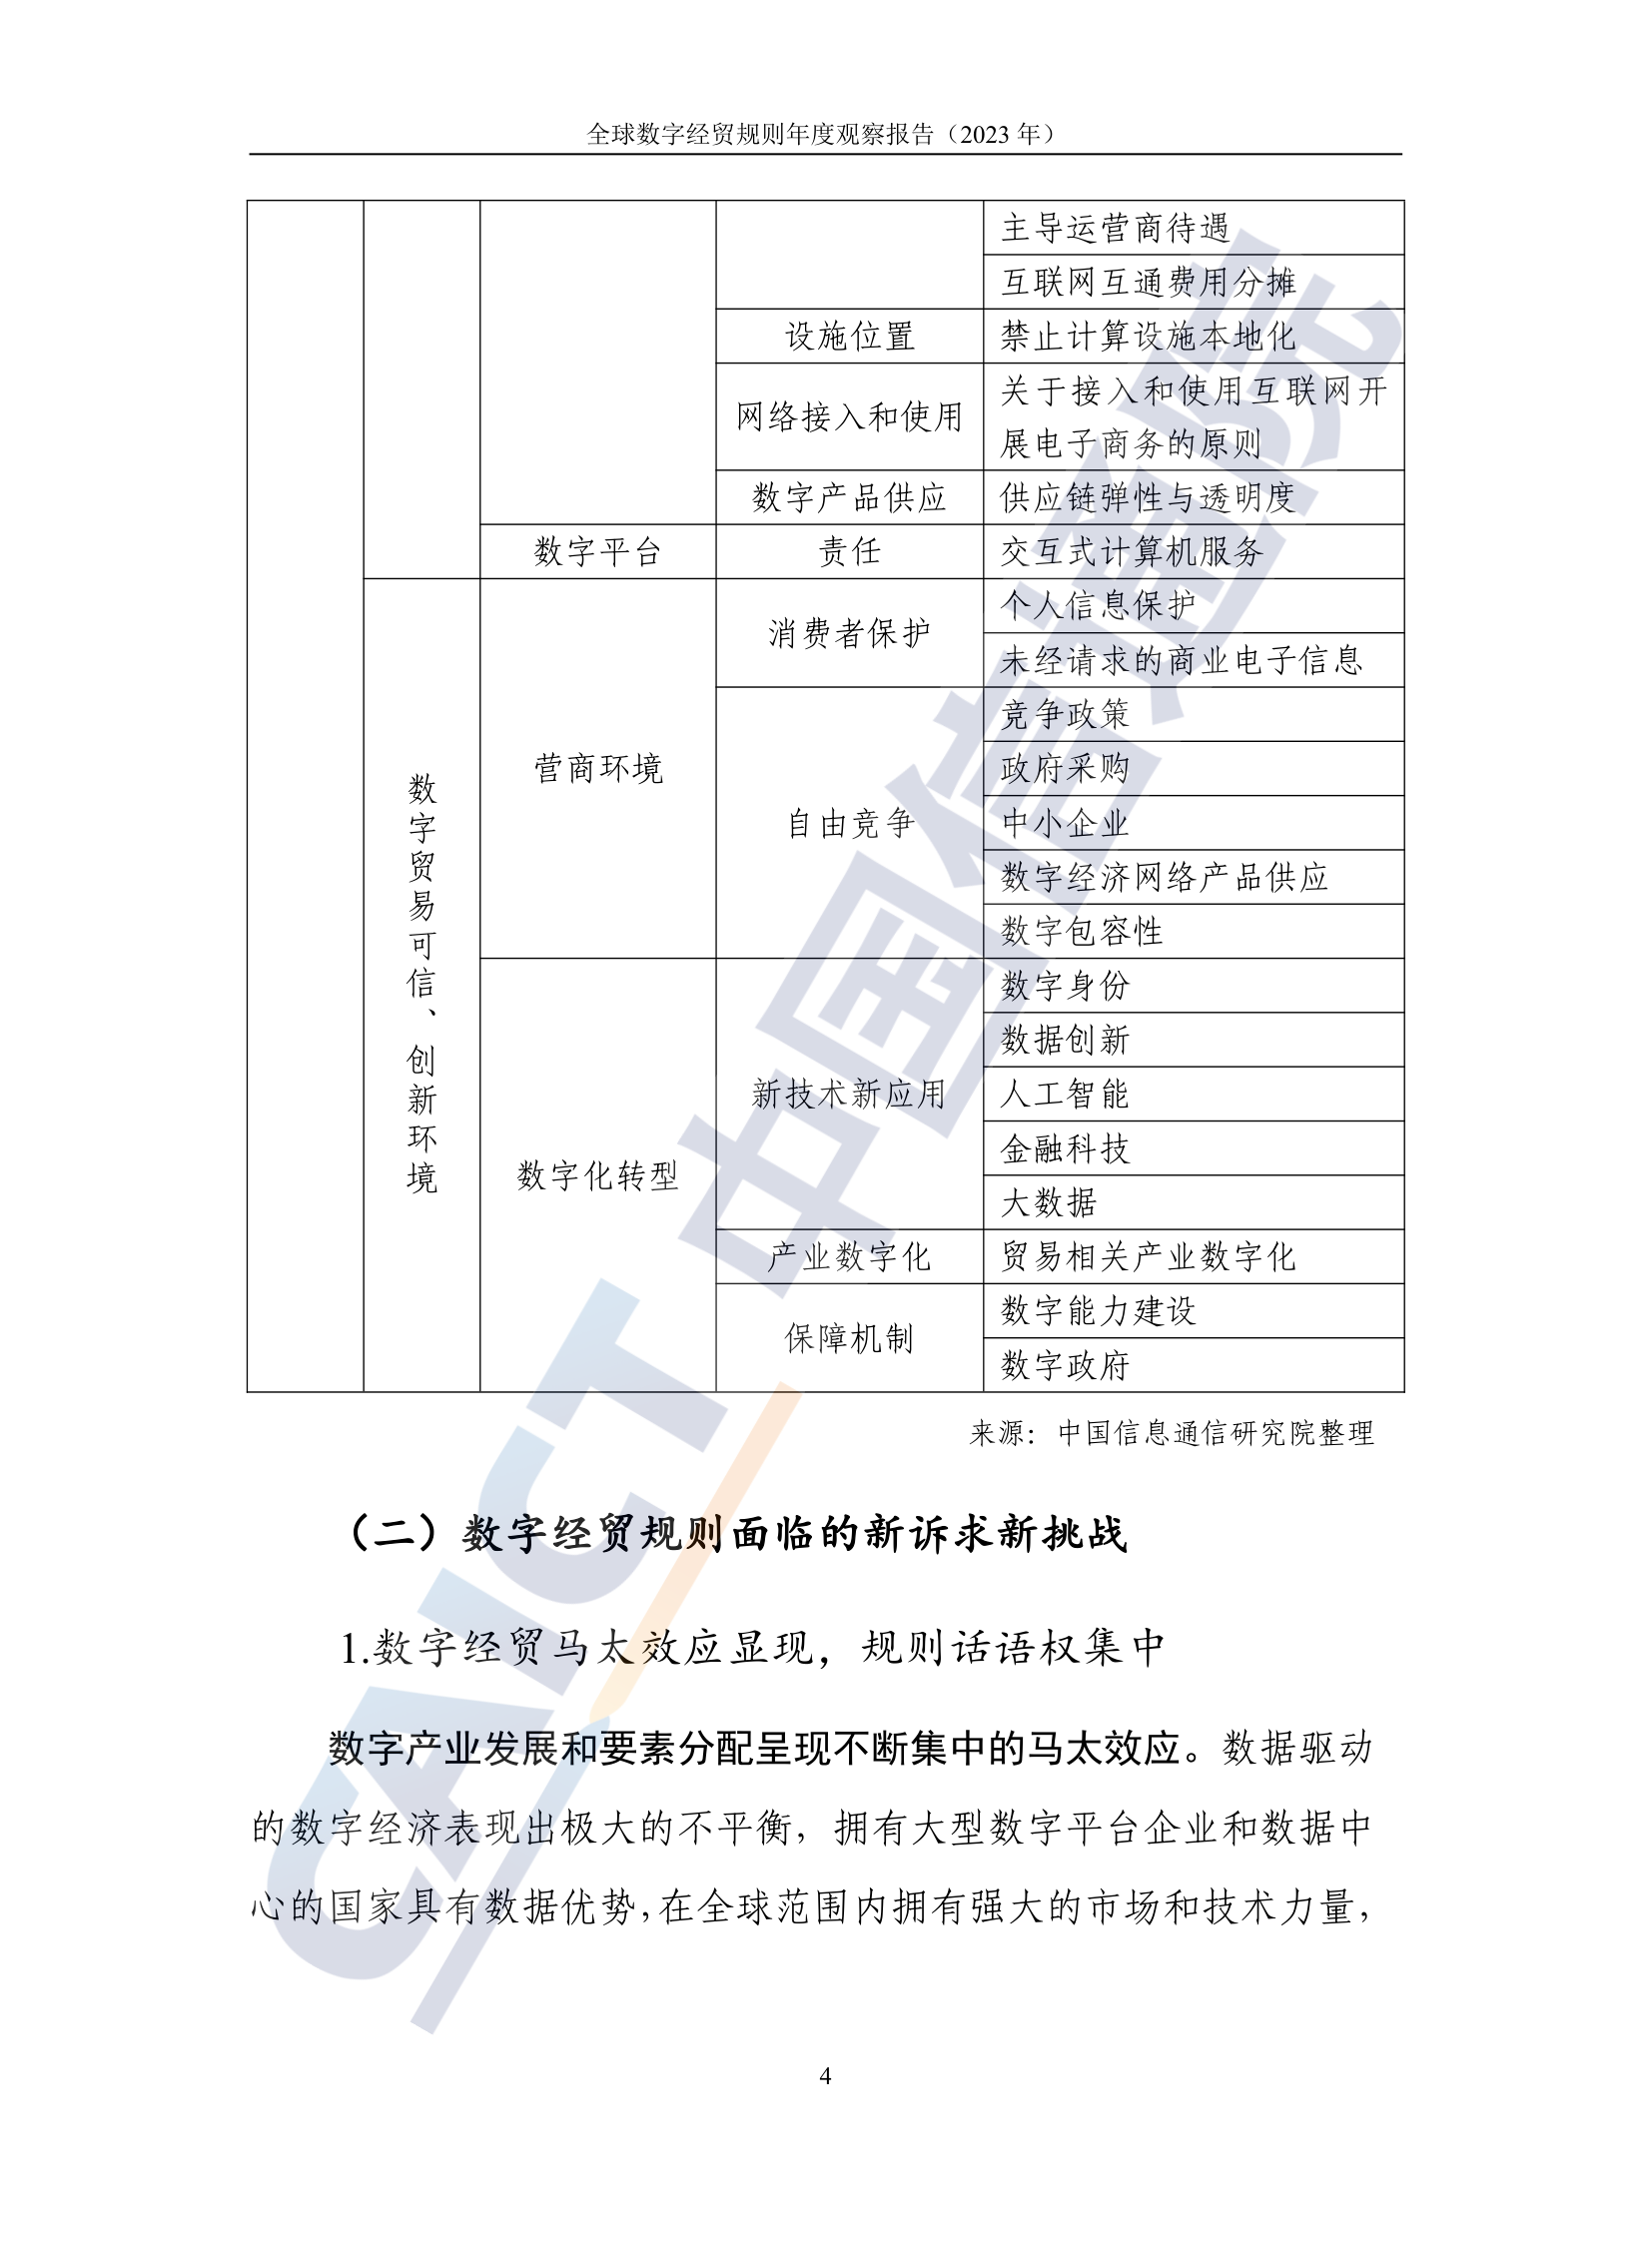 全球数字经贸规则年度观察报告（2023 年）
主导运营商待遇
互联网互通费用分摊
设施位置 禁止计算设施本地化
网络接入和使用 关于接入和使用互联网开
展电子商务的原则
数字产品供应 供应链弹性与透明度
数字平台 责任 交互式计算机服务
数字贸易可信、创新环境
营商环境
消费者保护
个人信息保护
未经请求的商业电子信息
自由竞争
竞争政策
政府采购
中小企业
数字经济网络产品供应
数字包容性
数字化转型
新技术新应用
数字身份
数据创新
人工智能
金融科技
大数据
产业数字化 贸易相关产业数字化
保障机制
数字能力建设
数字政府
来源：中国信息通信研究院整理
（二）数字经贸规则面临的新诉求新挑战
1.数字经贸马太效应显现，规则话语权集中
数字产业发展和要素分配呈现不断集中的马太效应。数据驱动
的数字经济表现出极大的不平衡，拥有大型数字平台企业和数据中
心的国家具有数据优势，在全球范围内拥有强大的市场和技术力量，
4
CAICT 中国信通院